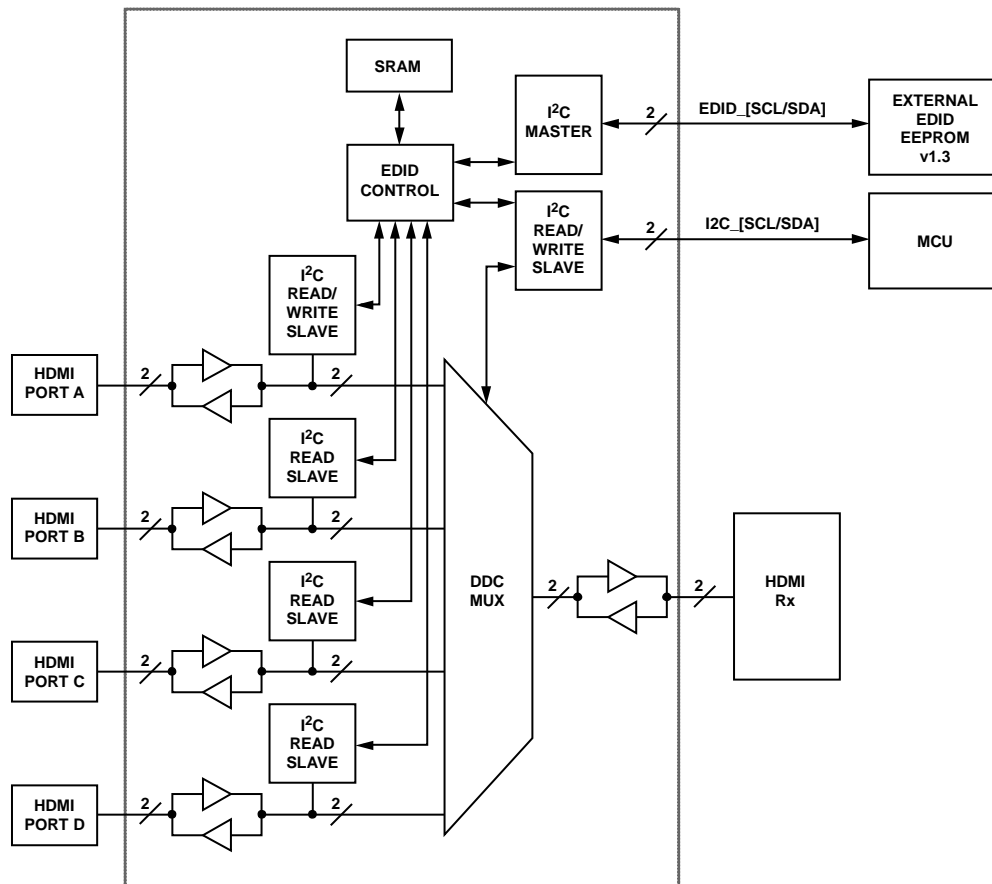 SRAM
I²C
MASTER
2
EDID_[SCL/SDA]
EXTERNAL
EDID
EEPROM
v1.3
EDID
CONTROL
I²C
READ/
WRITE
SLAVE
2
I2C_[SCL/SDA]
MCU
I²C
READ/
WRITE
SLAVE
HDMI
PORT A
2
2
I²C
READ
SLAVE
HDMI
PORT B
2
2
I²C
READ
SLAVE
DDC
MUX
2
2
HDMI
Rx
HDMI
PORT C
2
2
I²C
READ
SLAVE
HDMI
PORT D
2
2